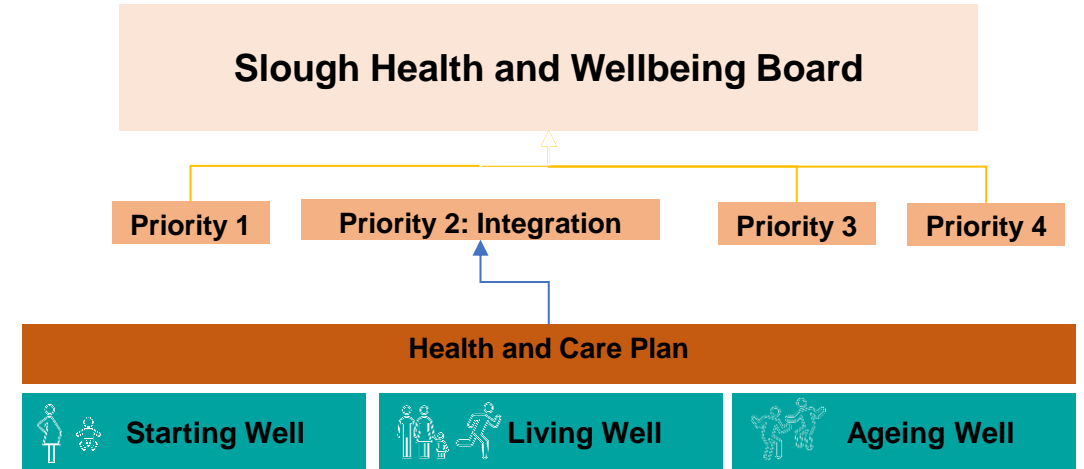 Slough Health and Wellbeing Board
Priority 1
Priority 2: Integration
Priority 3
Priority 4
Health and Care Plan
Starting Well
Living Well
Ageing Well